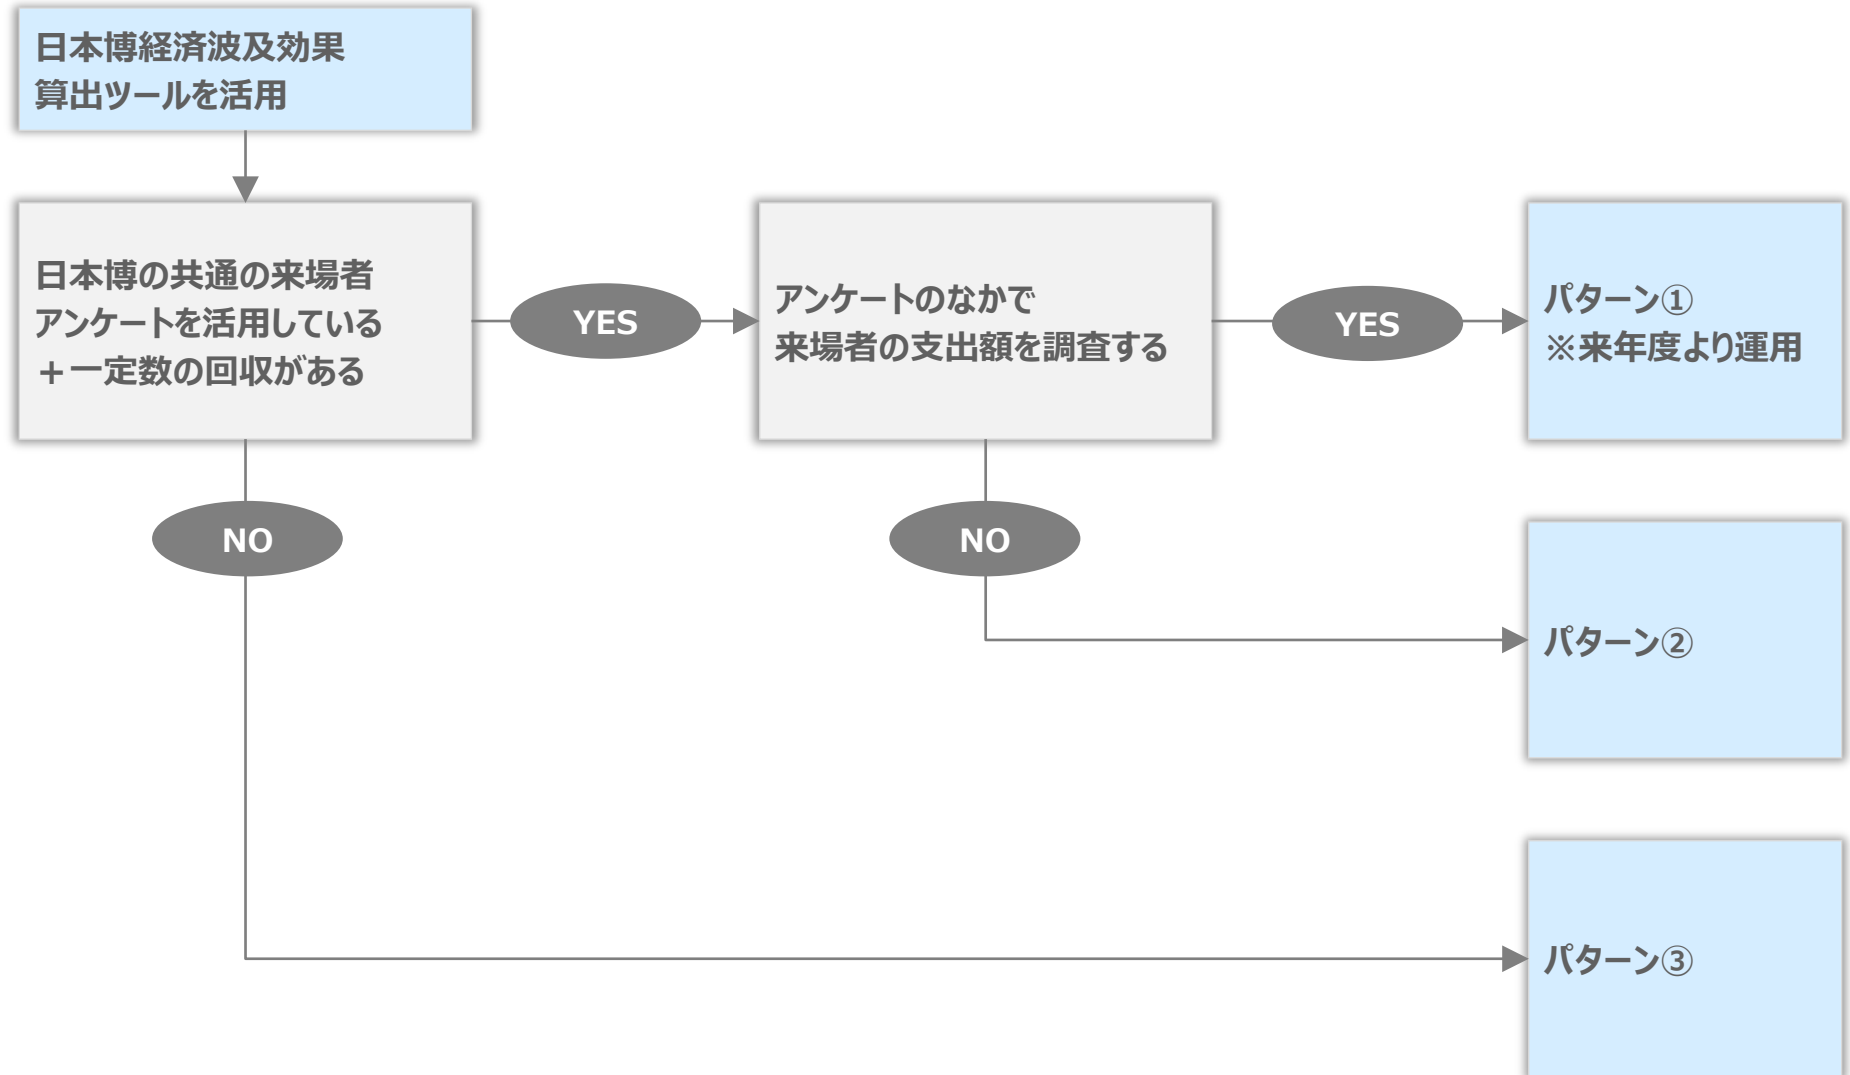 日本博経済波及効果
算出ツールを活用
日本博の共通の来場者
アンケートを活用している
＋一定数の回収がある
YES
アンケートのなかで
来場者の支出額を調査する
YES
パターン①
※来年度より運用
NO
NO
パターン②
パターン③